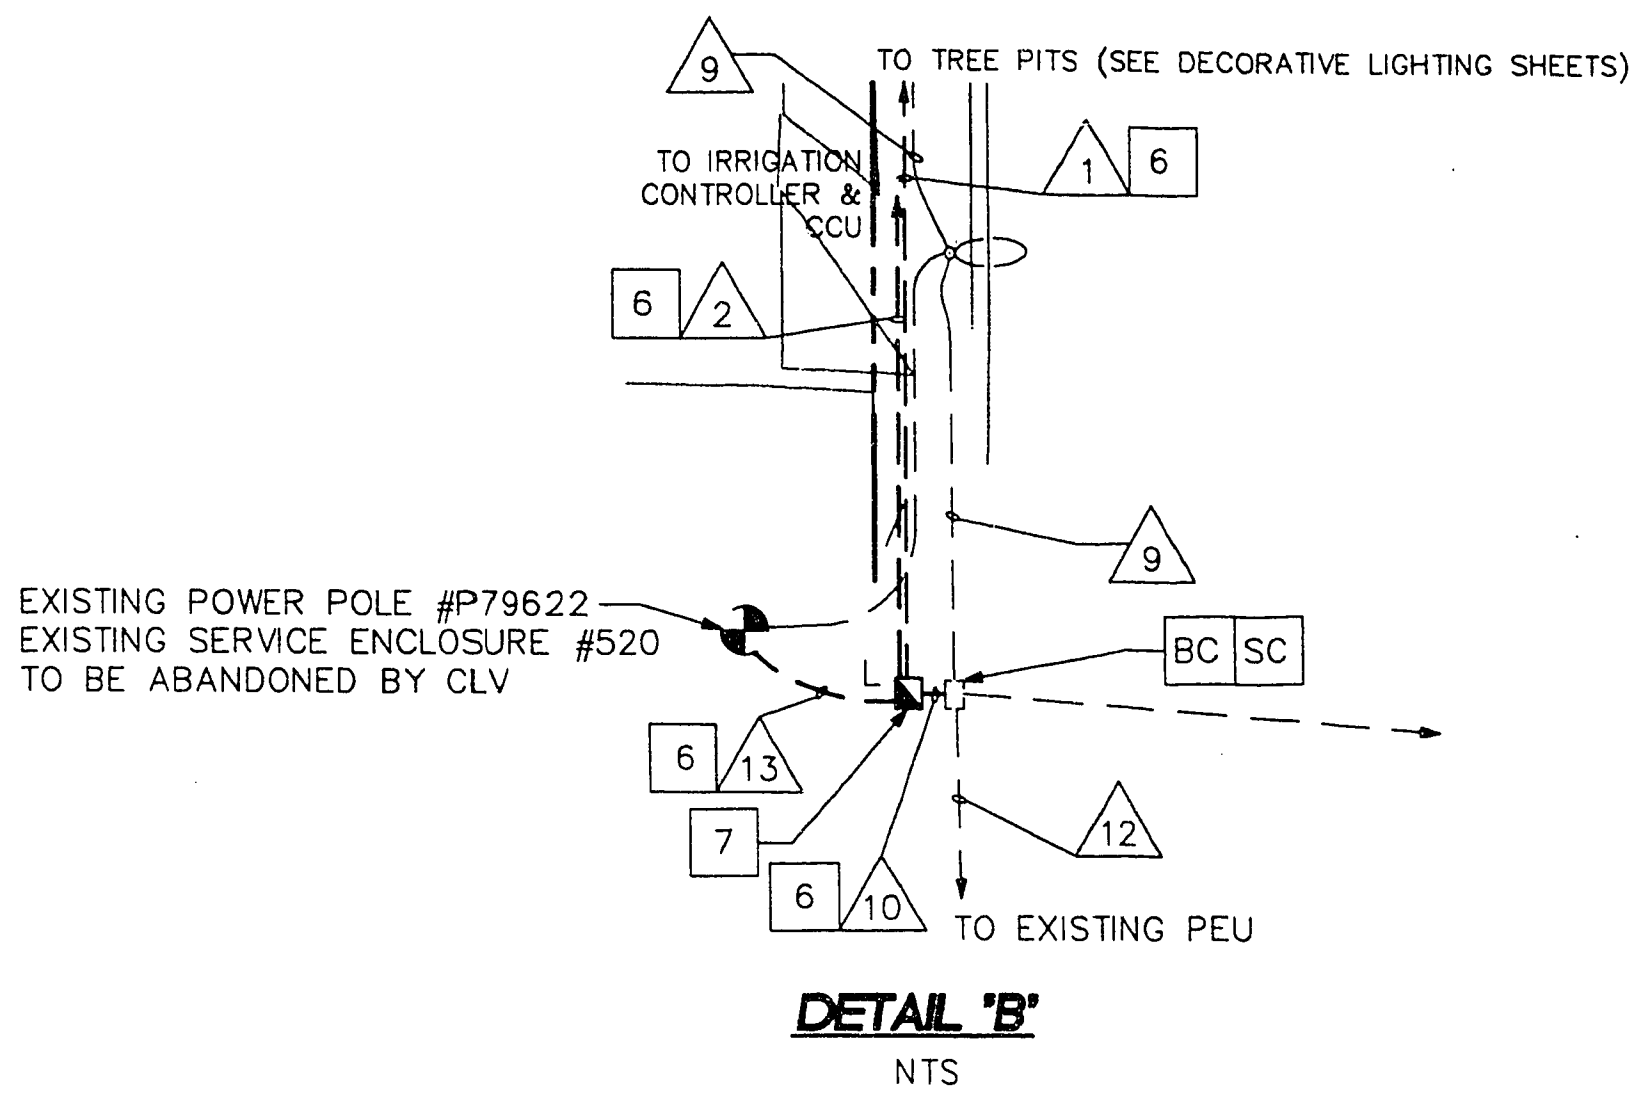 9
TO TREE PITS (SEE DECORATIVE LIGHTING SHEETS)
TO IRRIGATION
CONTROLLER &
CCU
1 6
6 2
9
EXISTING POWER POLE #P79622
EXISTING SERVICE ENCLOSURE #520
TO BE ABANDONED BY CLV
BC SC
6 13
7
12
6 10
TO EXISTING PEU
DETAIL "B"
NTS